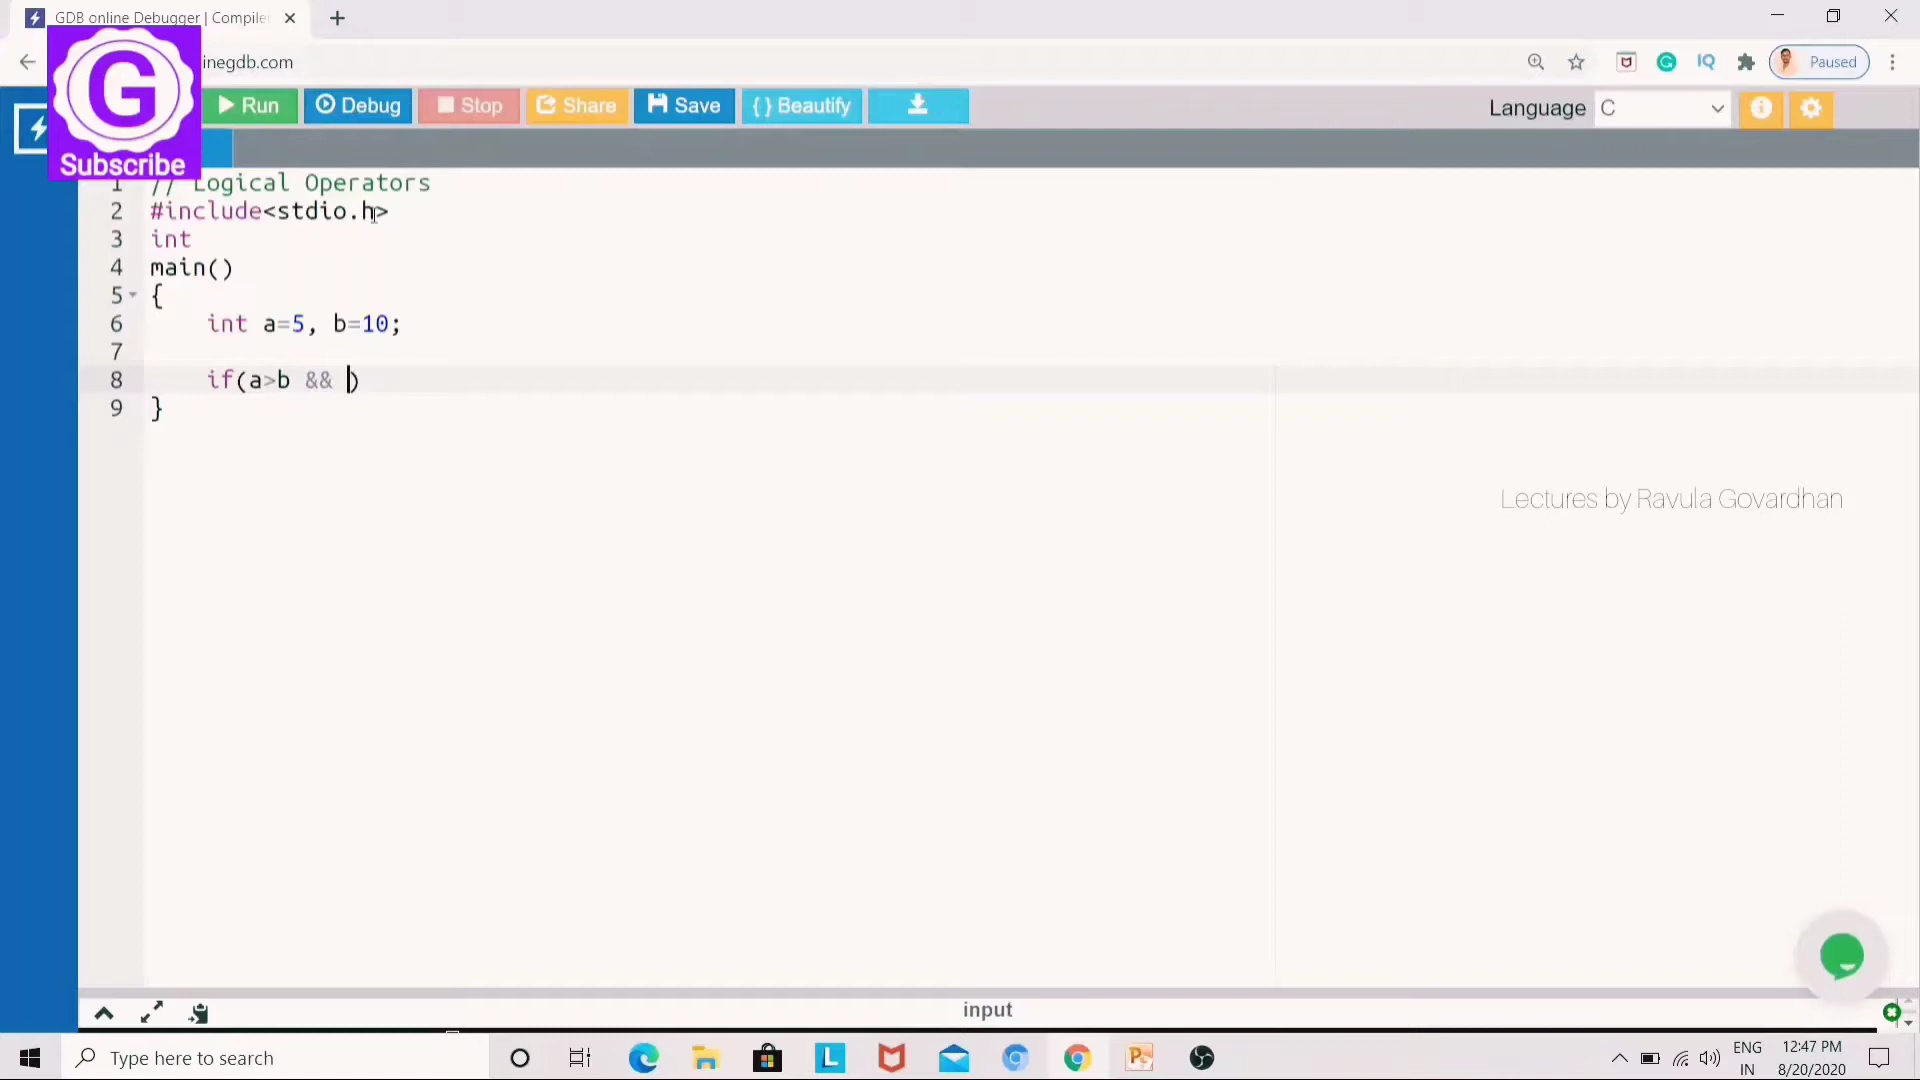 GDB online Debugger | Compiler
inegdb.com
IQ
Paused
G
Subscribe
Run
Debug
Stop
Share
Save
{ } Beautify
Language
C
1 // Logical Operators
2 #include<stdio.h>
3 int
4 main()
5 {
6 int a=5, b=10;
7
8 if(a>b && )
9 }
Lectures by Ravula Govardhan
input
Type here to search
L
ENG
IN
12:47 PM
8/20/2020